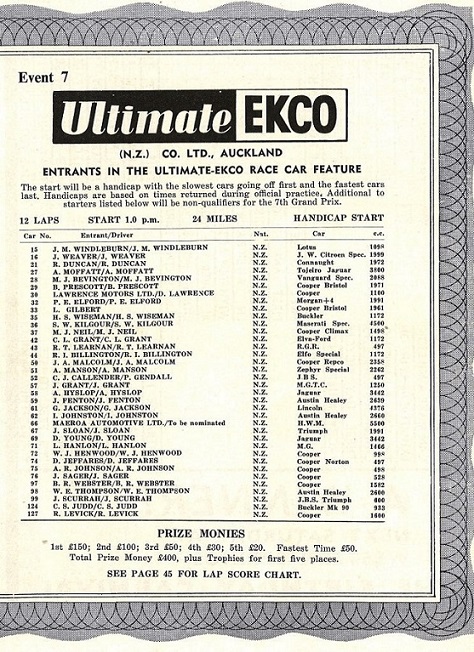 Event 7
Ultimate EKCO
(N.Z.) CO. LTD., AUCKLAND
ENTRANTS IN THE ULTIMATE-EKCO RACE CAR FEATURE
The start will be a handicap with the slowest cars going off first and the fastest cars
last. Handicaps are based on times returned during official practice. Additional to
starters listed below will be non-qualifiers for the 7th Grand Prix.
12 LAPS START 1.0 p.m. 24 MILES HANDICAP START
Car No. Entrant/Driver Nat. Car c.c.
15 J. M. WINDLEBURN/J. M. WINDLEBURN N.Z. Lotus 1098
16 J. WEAVER/J. WEAVER N.Z. J. W. Citroen Spec. 1999
21 R. DUNCAN/R. DUNCAN N.Z. Connaught 1972
27 A. MOFFATT/A. MOFFATT N.Z. Tojeiro Jaguar 3800
28 M. J. BEVINGTON/M. J. BEVINGTON N.Z. Vanguard Spec. 2088
29 B. PRESCOTT/B. PRESCOTT N.Z. Cooper Bristol 1971
30 LAWRENCE MOTORS LTD./D. LAWRENCE N.Z. Cooper 1100
32 P. E. ELFORD/P. E. ELFORD N.Z. Morgan+4 1991
33 L. GILBERT N.Z. Cooper Bristol 1961
35 H. S. WISEMAN/H. S. WISEMAN N.Z. Buckler 1172
36 S. W. KILGOUR/S. W. KILGOUR N.Z. Maserati Spec. 4500
37 M. J. NEIL/M. J. NEIL N.Z. Cooper Climax 1498
42 C. L. GRANT/C. L. GRANT N.Z. Elva-Ford 1172
43 R. T. LEARNAN/R. T. LEARNAN N.Z. R.G.R. 497
44 R. I. BILLINGTON/R. I. BILLINGTON N.Z. Elfo Special 1172
50 J. A. MALCOLM/J. A. MALCOLM N.Z. Cooper Repco 2358
51 A. MANSON/A. MANSON N.Z. Zephyr Special 2262
52 C. J. CALLENDER/P. GENDALL N.Z. J.B.S. 497
57 J. GRANT/J. GRANT N.Z. M.G.T.C. 1250
58 A. HYSLOP/A. HYSLOP N.Z. Jaguar 3442
59 J. FENTON/J. FENTON N.Z. Austin Healey 2639
61 G. JACKSON/G. JACKSON N.Z. Lincoln 4376
62 I. JOHNSTON/I. JOHNSTON N.Z. Austin Healey 2660
66 MAEROA AUTOMOTIVE LTD./To be nominated N.Z. H.W.M. 5500
67 J. SLOAN/J. SLOAN N.Z. Triumph 1991
69 D. YOUNG/D. YOUNG N.Z. Jaguar 3442
71 L. HANLON/L. HANLON N.Z. M.G. 1466
72 W. J. HENWOOD/W. J. HENWOOD N.Z. Cooper 998
74 D. JEFFARES/D. JEFFARES N.Z. Cooper Norton 497
75 A. R. JOHNSON/A. R. JOHNSON N.Z. Cooper 498
76 J. SAGER/J. SAGER N.Z. Cooper 528
97 B. R. WEBSTER/B. R. WEBSTER N.Z. Cooper
98 W. E. THOMPSON/W. E. THOMPSON N.Z. Austin Healey 2600
99 J. SCURRAH/J. SCURRAH N.Z. J.B.S. Triumph 600
124 C. S. JUDD/C. S. JUDD N.Z. Buckler Mk 90 933
127 R. LEVICK/R. LEVICK N.Z. Cooper 1600
PRIZE MONIES
1st £150; 2nd £100; 3rd £50; 4th £30; 5th £20. Fastest Time £50.
Total Prize Money £400, plus Trophies for first five places.
SEE PAGE 45 FOR LAP SCORE CHART.